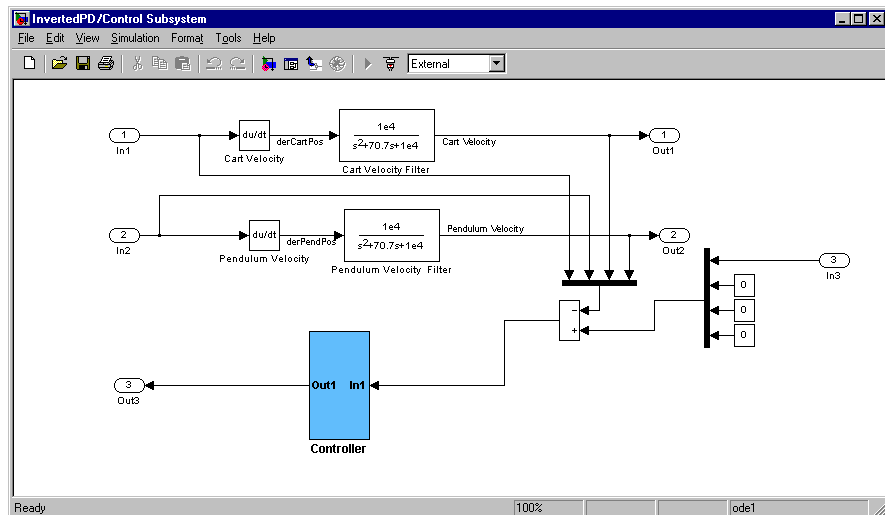 InvertedPD/Control Subsystem
File Edit View Simulation Format Tools Help
External
1
In1
du/dt
Cart Velocity
derCartPos
1e4
s2+70.7s+1e4
Cart Velocity Filter
Cart Velocity
1
Out1
2
In2
du/dt
Pendulum Velocity
derPendPos
1e4
s2+70.7s+1e4
Pendulum Velocity Filter
Pendulum Velocity
2
Out2
3
In3
0
0
0
−
+
3
Out3
Out1 In1
Controller
Ready 100% ode1